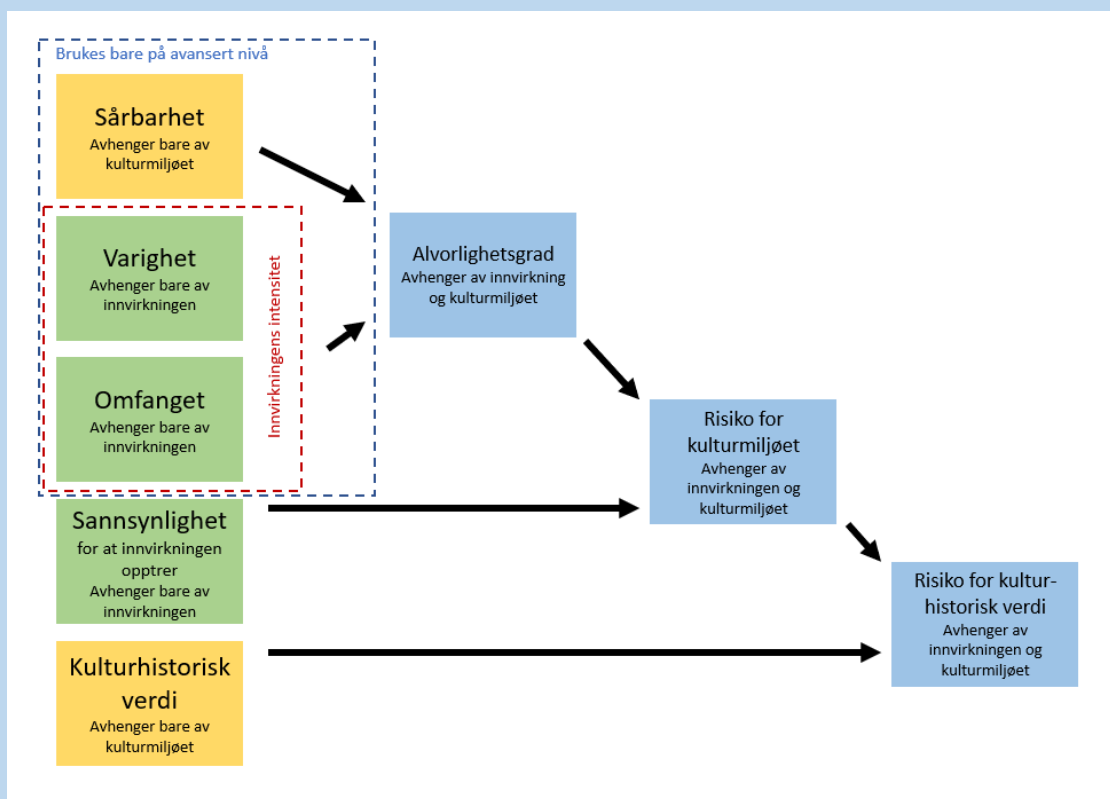 Brukes bare på avansert nivå
Sårbarhet
Avhenger bare av
kulturmiljøet
Varighet
Avhenger bare av
innvirkningen
Omfanget
Avhenger bare av
innvirkningen
Innvirkningens intensitet
Sannsynlighet
for at innvirkningen
opptrer
Avhenger bare av
innvirkningen
Kulturhistorisk
verdi
Avhenger bare av
kulturmiljøet
Alvorlighetsgrad
Avhenger av innvirkning
og kulturmiljøet
Risiko for
kulturmiljøet
Avhenger av
innvirkningen og
kulturmiljøet
Risiko for kultur-
historisk verdi
Avhenger av
innvirkningen og
kulturmiljøet